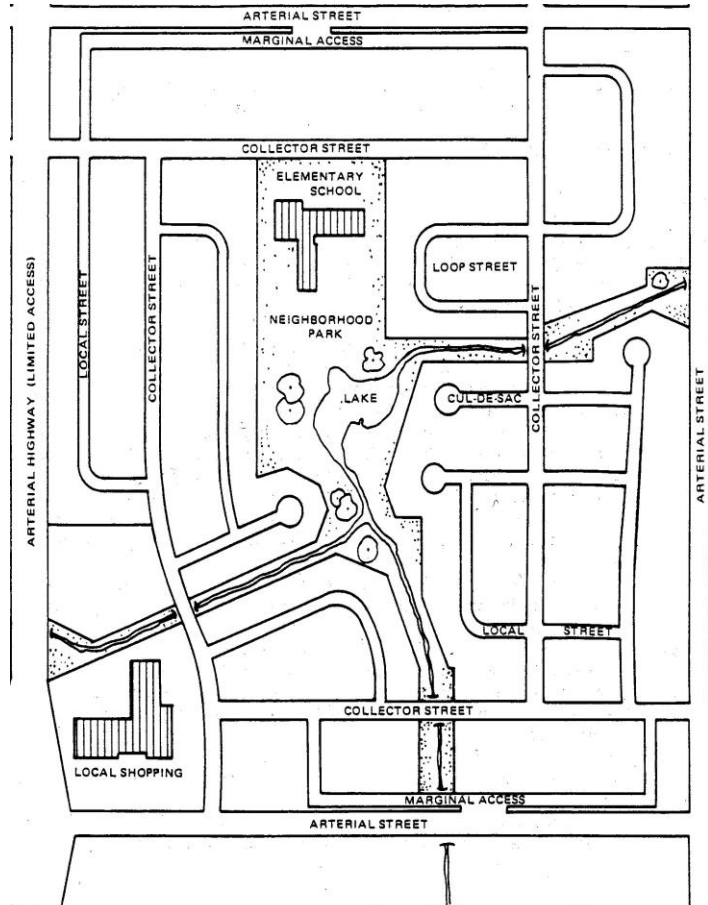 ARTERIAL STREET
MARGINAL ACCESS
COLLECTOR STREET
ELEMENTARY
SCHOOL
LOOP STREET
NEIGHBORHOOD
PARK
LAKE
CUL-DE-SAC
ARTERIAL HIGHWAY (LIMITED ACCESS)
LOCAL STREET
COLLECTOR STREET
COLLECTOR STREET
ARTERIAL STREET
LOCAL STREET
COLLECTOR STREET
LOCAL SHOPPING
MARGINAL ACCESS
ARTERIAL STREET